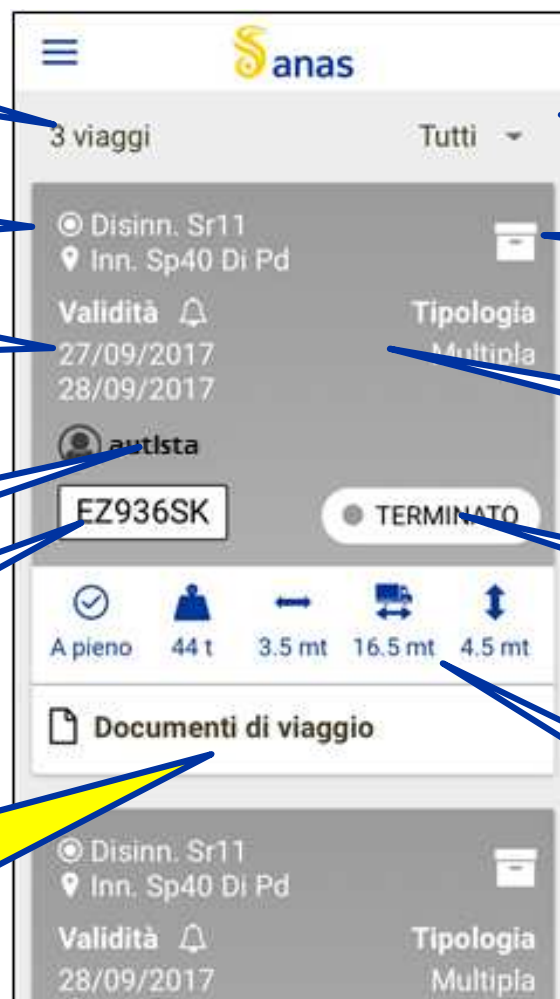 anas
3 viaggi
Tutti
Disinn. Sr11
Inn. Sp40 Di Pd
Validità
Tipologia
27/09/2017
Multipla
28/09/2017
autista
EZ936SK
TERMINATO
A pieno
44 t
3.5 mt
16.5 mt
4.5 mt
Documenti di viaggio
Disinn. Sr11
Inn. Sp40 Di Pd
Validità
Tipologia
28/09/2017
Multipla